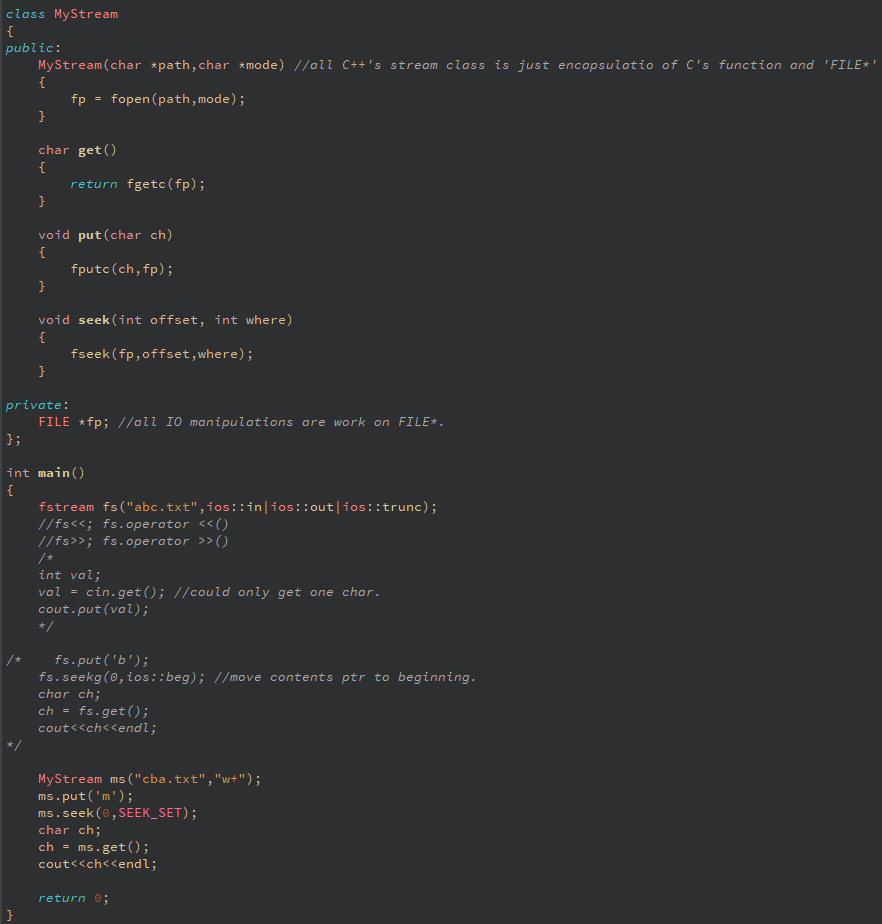 class MyStream
{
public:
    MyStream(char *path,char *mode) //all C++'s stream class is just encapsulatio of C's function and 'FILE*'
    {
        fp = fopen(path,mode);
    }

    char get()
    {
        return fgetc(fp);
    }

    void put(char ch)
    {
        fputc(ch,fp);
    }

    void seek(int offset, int where)
    {
        fseek(fp,offset,where);
    }

private:
    FILE *fp; //all IO manipulations are work on FILE*.
};

int main()
{
    fstream fs("abc.txt",ios::in|ios::out|ios::trunc);
    //fs<<; fs.operator <<()
    //fs>>; fs.operator >>()
    /*
    int val;
    val = cin.get(); //could only get one char.
    cout.put(val);
    */

/*    fs.put('b');
    fs.seekg(0,ios::beg); //move contents ptr to beginning.
    char ch;
    ch = fs.get();
    cout<<ch<<endl;
*/

    MyStream ms("cba.txt","w+");
    ms.put('m');
    ms.seek(0,SEEK_SET);
    char ch;
    ch = ms.get();
    cout<<ch<<endl;

    return 0;
}